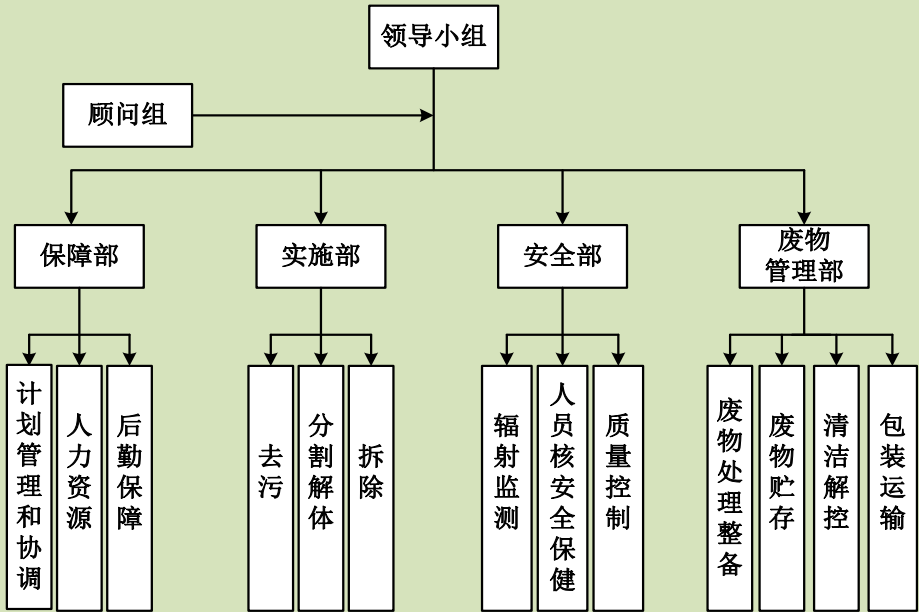 领导小组
顾问组
保障部
实施部
安全部
废物
管理部
计划管理和协调
人力资源
后勤保障
去污
分割解体
拆除
辐射监测
人员核安全保健
质量控制
废物处理整备
废物贮存
清洁解控
包装运输